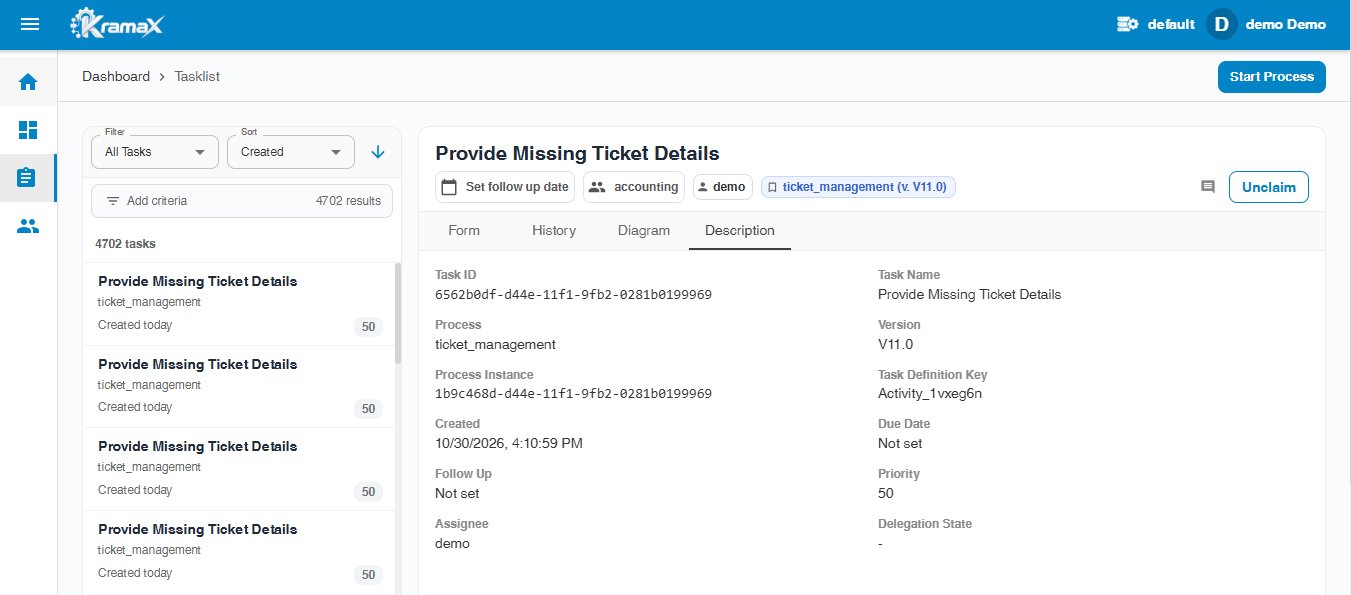 KramaX
default
D
demo Demo
Dashboard > Tasklist
Start Process
Filter
All Tasks
Sort
Created
Add criteria
4702 results
4702 tasks
Provide Missing Ticket Details
ticket_management
Created today
50
Provide Missing Ticket Details
ticket_management
Created today
50
Provide Missing Ticket Details
ticket_management
Created today
50
Provide Missing Ticket Details
ticket_management
Created today
50
Provide Missing Ticket Details
Set follow up date
accounting
demo
ticket_management (v. V11.0)
Unclaim
Form
History
Diagram
Description
Task ID
6562b0df-d44e-11f1-9fb2-0281b0199969
Task Name
Provide Missing Ticket Details
Process
ticket_management
Version
V11.0
Process Instance
1b9c468d-d44e-11f1-9fb2-0281b0199969
Task Definition Key
Activity_1vxeg6n
Created
10/30/2026, 4:10:59 PM
Due Date
Not set
Follow Up
Not set
Priority
50
Assignee
demo
Delegation State
-